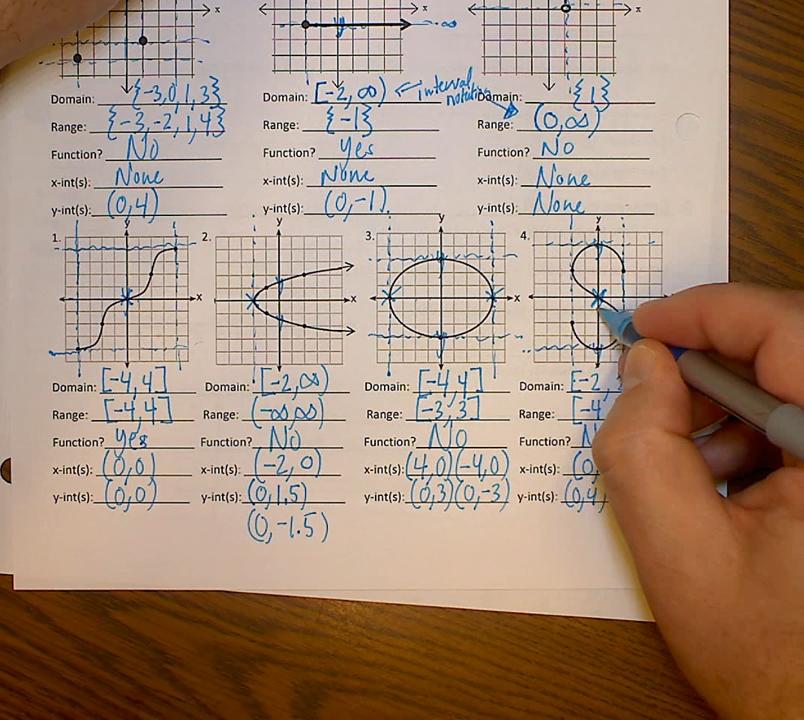 x x x
-∞
Domain: {-3,0,1,3} Domain: [-2,∞) ← interval notation Domain: {1}
Range: {-3,-2,1,4} Range: {-1} Range: (0,∞)
Function? No Function? yes Function? No
x-int(s): None x-int(s): None x-int(s): None
y-int(s): (0,4) y-int(s): (0,-1) y-int(s): None
1. y 2. y 3. y 4. y
x x x
Domain: [-4,4] Domain: [-2,∞) Domain: [-4,4] Domain: [-2,
Range: [-4,4] Range: (-∞,∞) Range: [-3,3] Range: [-4
Function? yes Function? No Function? No Function? N
x-int(s): (0,0) x-int(s): (-2,0) x-int(s): (4,0)(-4,0) x-int(s): (0,
y-int(s): (0,0) y-int(s): (0,1.5) y-int(s): (0,3)(0,-3) y-int(s): (0,4)
(0,-1.5)